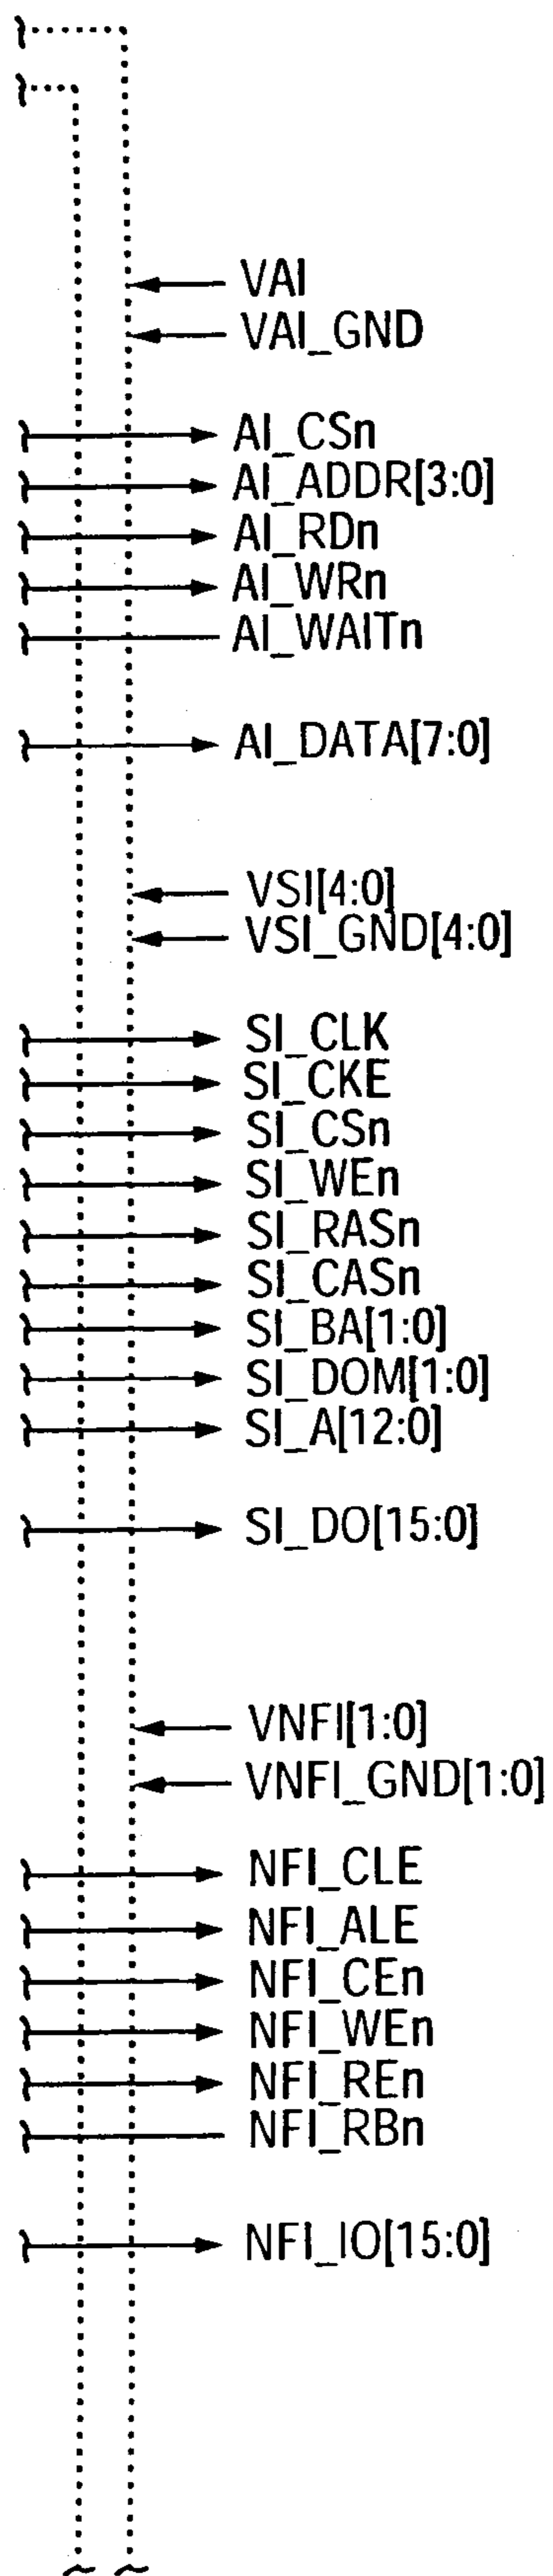 VAI
VAI_GND
AI_CSn
AI_ADDR[3:0]
AI_RDn
AI_WRn
AI_WAITn
AI_DATA[7:0]
VSI[4:0]
VSI_GND[4:0]
SI_CLK
SI_CKE
SI_CSn
SI_WEn
SI_RASn
SI_CASn
SI_BA[1:0]
SI_DOM[1:0]
SI_A[12:0]
SI_DO[15:0]
VNFI[1:0]
VNFI_GND[1:0]
NFI_CLE
NFI_ALE
NFI_CEn
NFI_WEn
NFI_REn
NFI_RBn
NFI_IO[15:0]